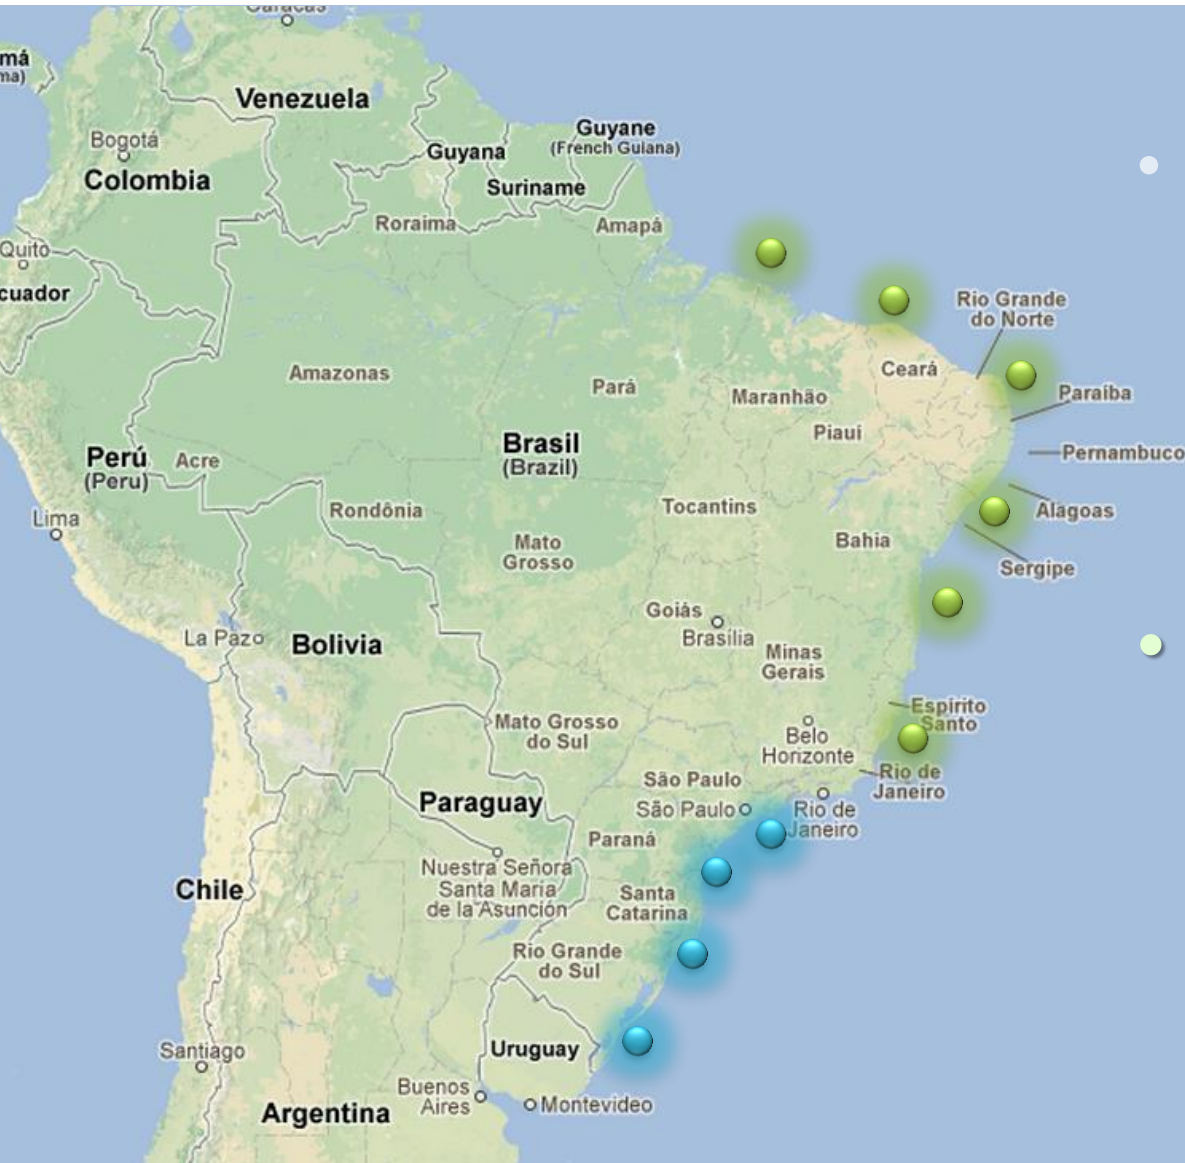 Caracas
má
ma)
Venezuela
Guyane
(French Guiana)
Bogotá
Guyana
Colombia
Suriname
Roraima
Amapá
Quito
cuador
Rio Grande
do Norte
Ceará
Amazonas
Pará
Maranhão
Paraíba
Piauí
Brasil
(Brazil)
Pernambuco
Perú
(Peru)
Acre
Lima
Rondônia
Tocantins
Alagoas
Mato
Grosso
Bahia
Sergipe
Goiás
Brasília
La Paz
Bolivia
Minas
Gerais
Espírito
Santo
Mato Grosso
do Sul
Belo
Horizonte
São Paulo
Rio de
Janeiro
Paraguay
São Paulo
Rio de
Janeiro
Paraná
Nuestra Señora
Santa Maria
de la Asunción
Chile
Santa
Catarina
Rio Grande
do Sul
Santiago
Uruguay
Buenos
Aires
Montevideo
Argentina